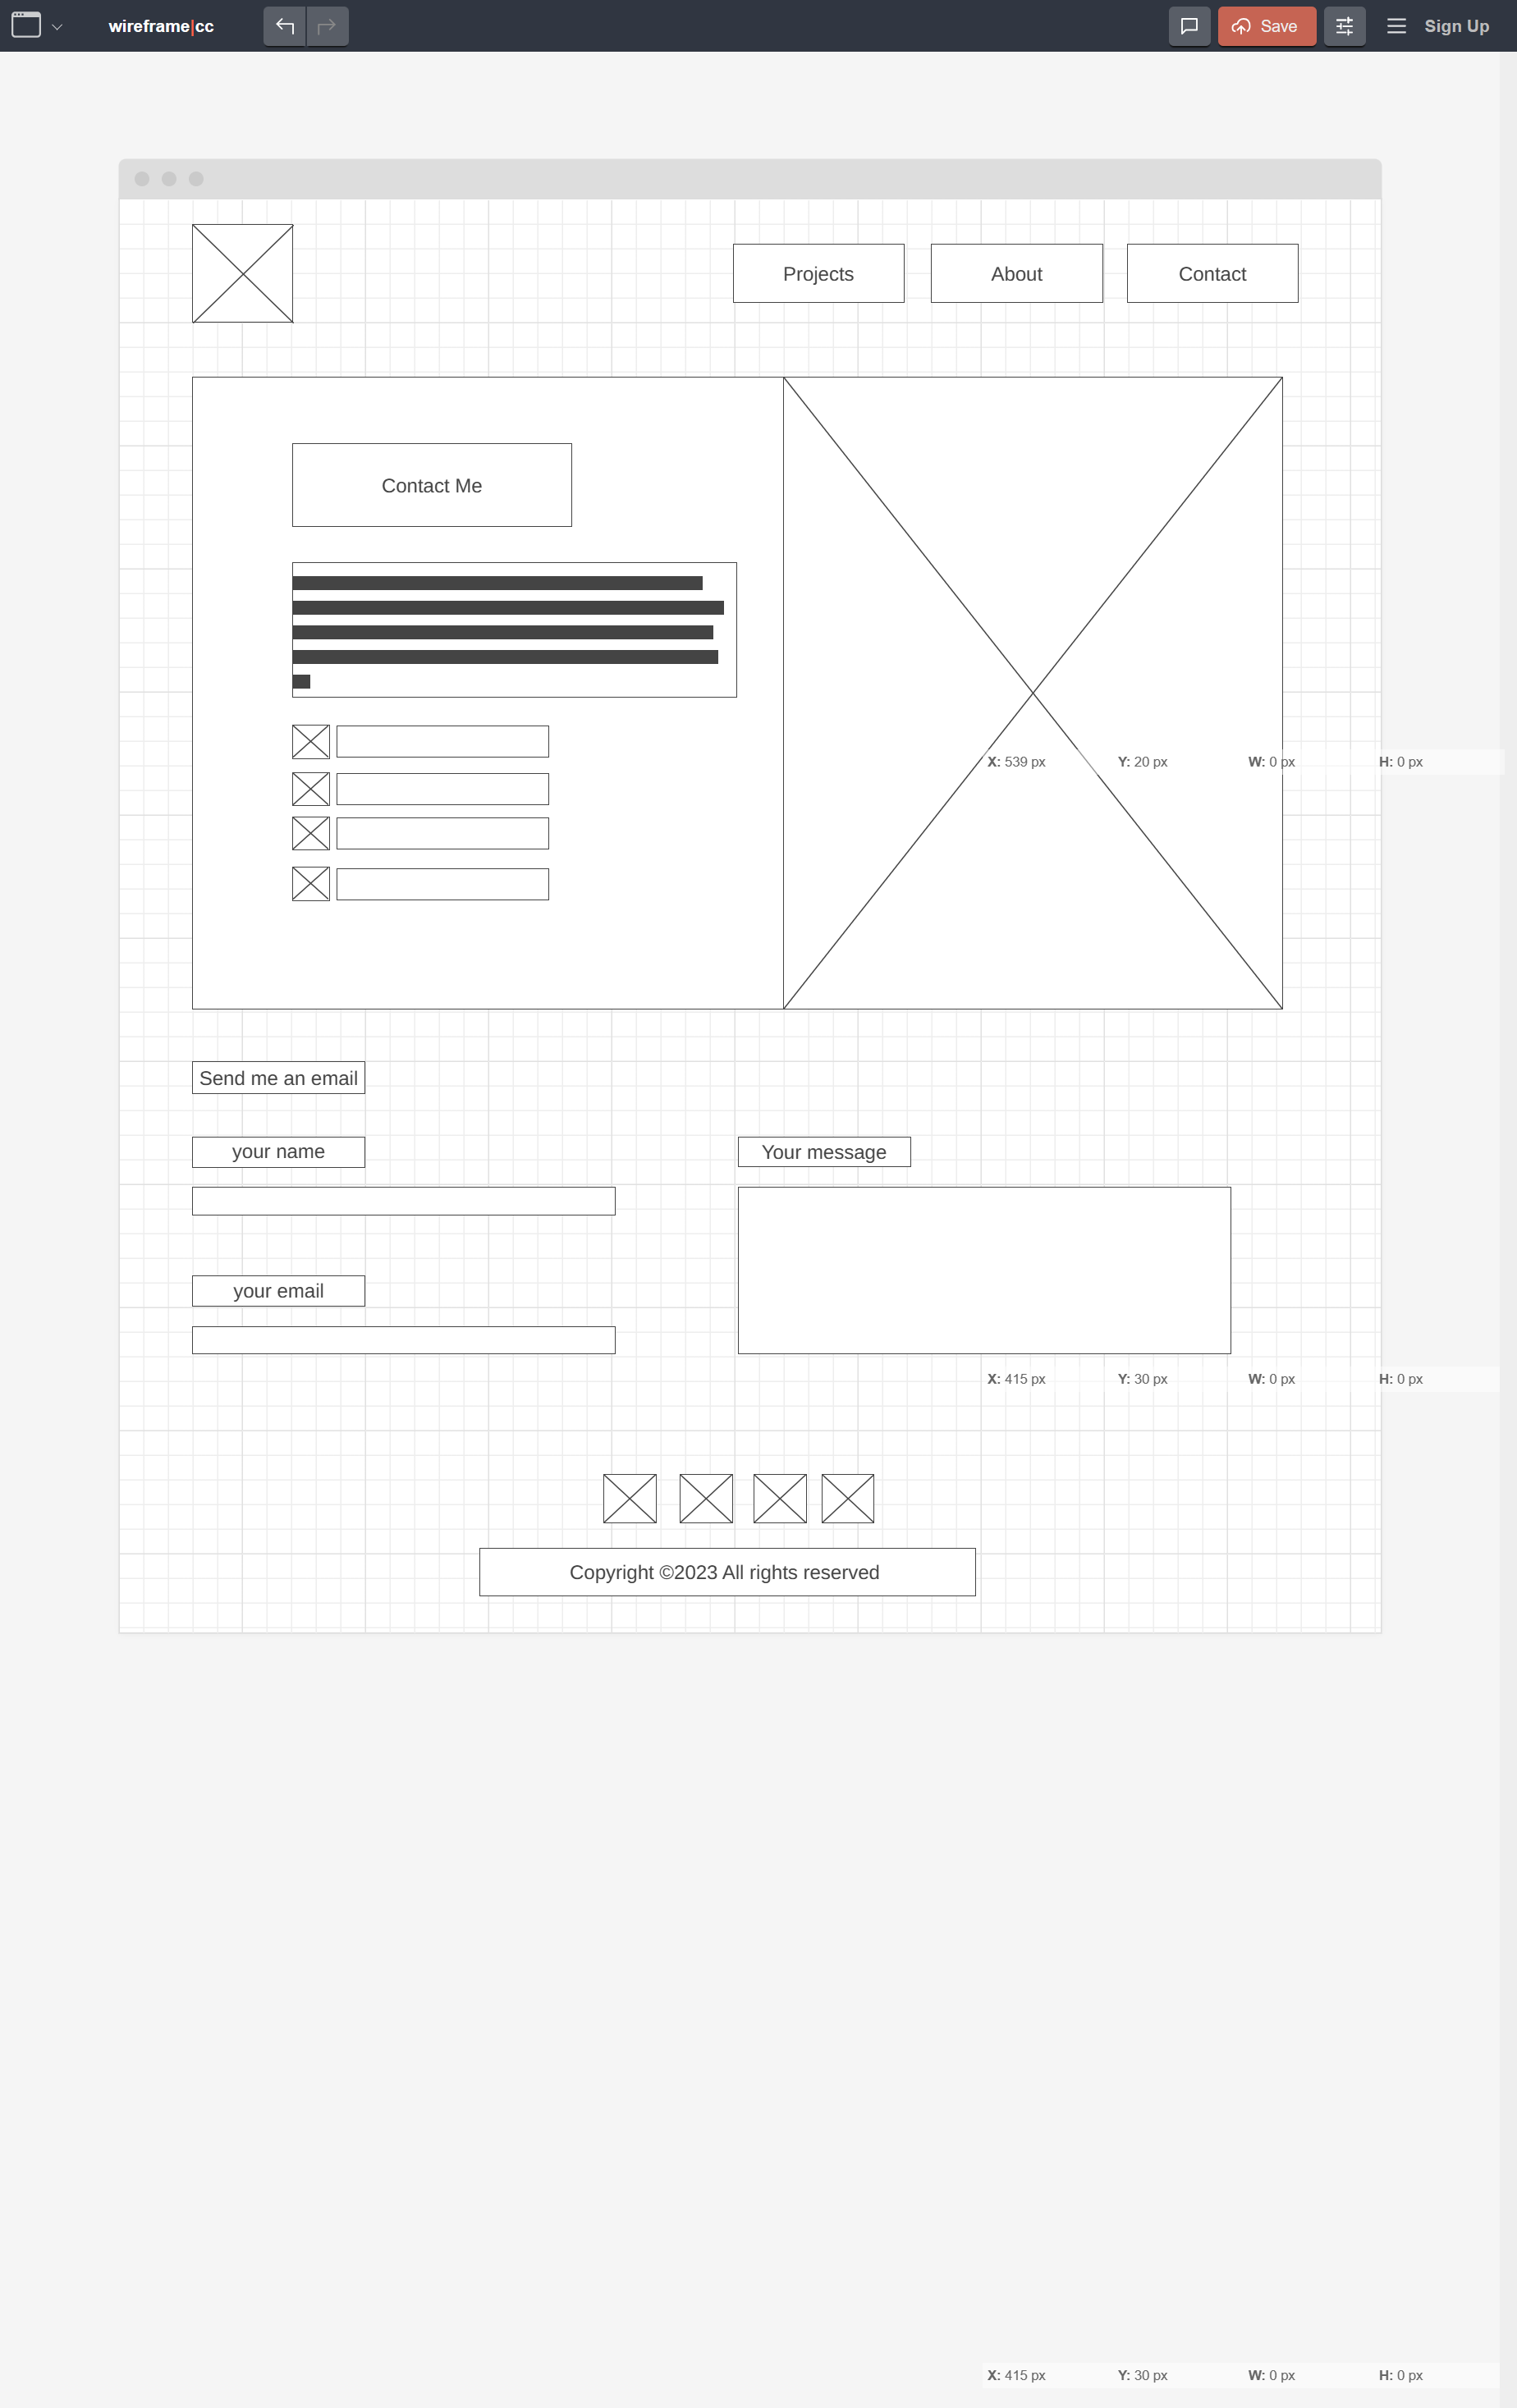 wireframe|cc
Save
Sign Up
Projects
About
Contact
Contact Me
X: 539 px Y: 20 px W: 0 px H: 0 px
Send me an email
your name
Your message
your email
X: 415 px Y: 30 px W: 0 px H: 0 px
Copyright ©2023 All rights reserved
X: 415 px Y: 30 px W: 0 px H: 0 px